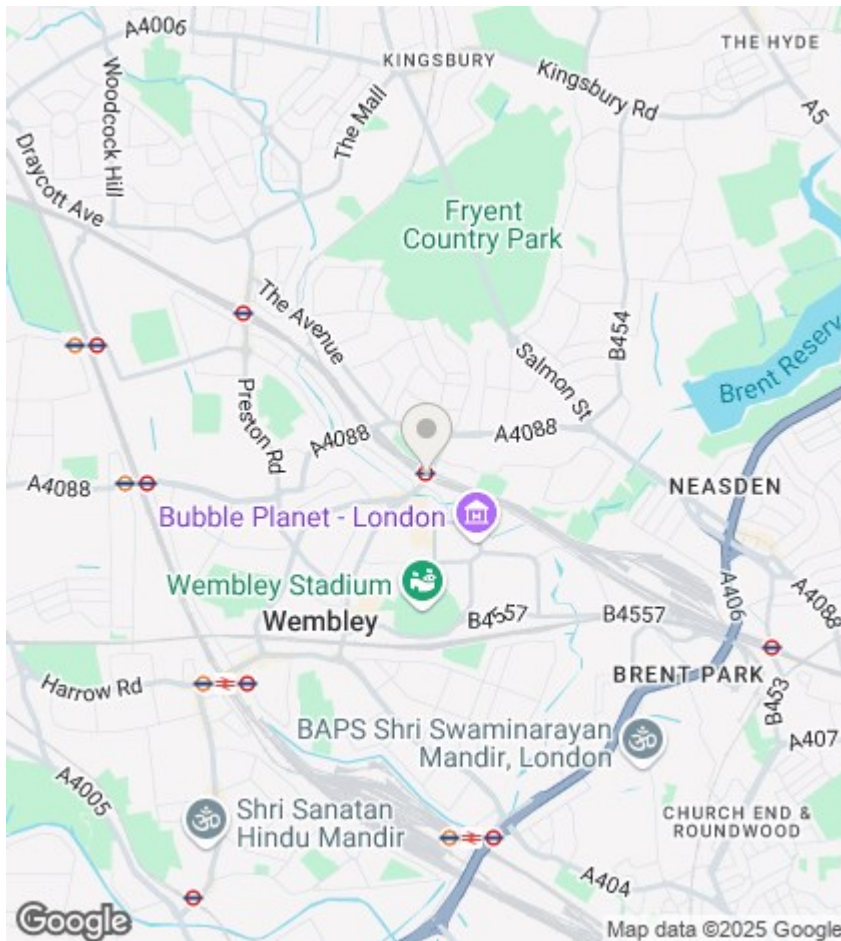 A4006
KINGSBURY
THE HYDE
Kingsbury Rd
Woodcock Hill
The Mall
A5
Draycott Ave
Fryent
Country Park
The Avenue
B454
Salmon St
Brent Reserv
Preston Rd
A4088
A4088
A4088
NEASDEN
Bubble Planet - London
Wembley Stadium
A406
A4088
Wembley
B4557
B4557
BRENT PARK
Harrow Rd
B453
BAPS Shri Swaminarayan
Mandir, London
A407
A4005
Shri Sanatan
Hindu Mandir
CHURCH END &
ROUNDWOOD
A404
Google
Map data ©2025 Google